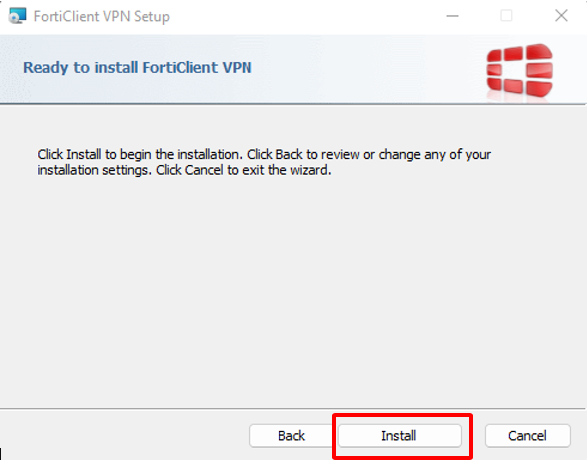 FortiClient VPN Setup
Ready to install FortiClient VPN
Click Install to begin the installation. Click Back to review or change any of your
installation settings. Click Cancel to exit the wizard.
Back Install Cancel